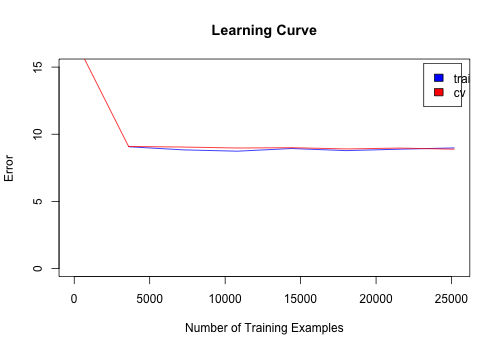 Learning Curve
15
10
5
0
Error
trai
cv
0 5000 10000 15000 20000 25000
Number of Training Examples